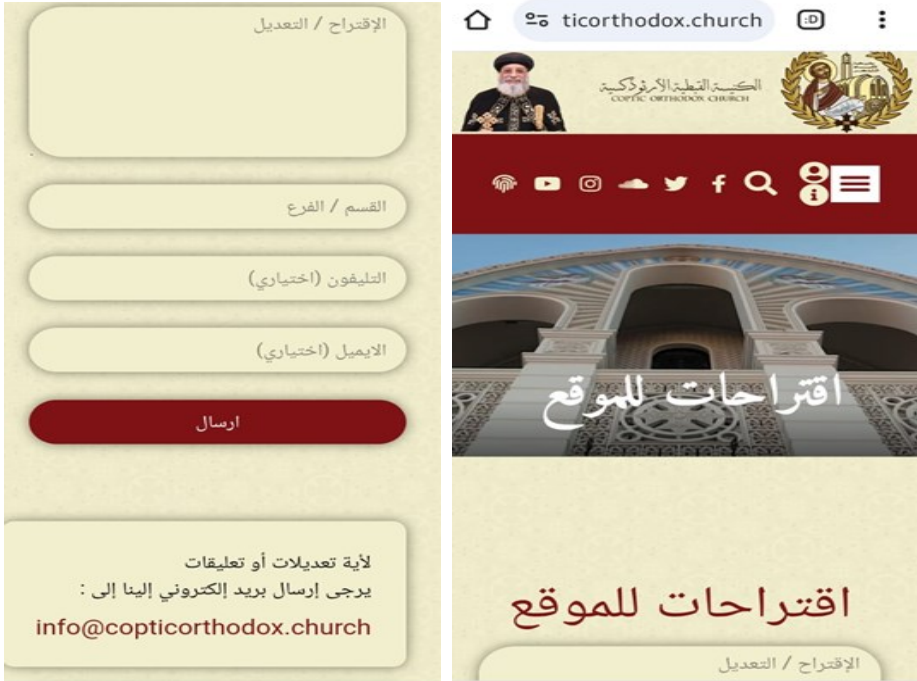 ticorthodox.church
:D
الكنيسة القبطية الأرثوذكسية
COPTIC ORTHODOX CHURCH
اقتراحات للموقع
اقتراحات للموقع
الإقتراح / التعديل
الإقتراح / التعديل
القسم / الفرع
التليفون (اختياري)
الايميل (اختياري)
ارسال
لأية تعديلات أو تعليقات
يرجى إرسال بريد إلكتروني إلينا إلى :
info@copticorthodox.church